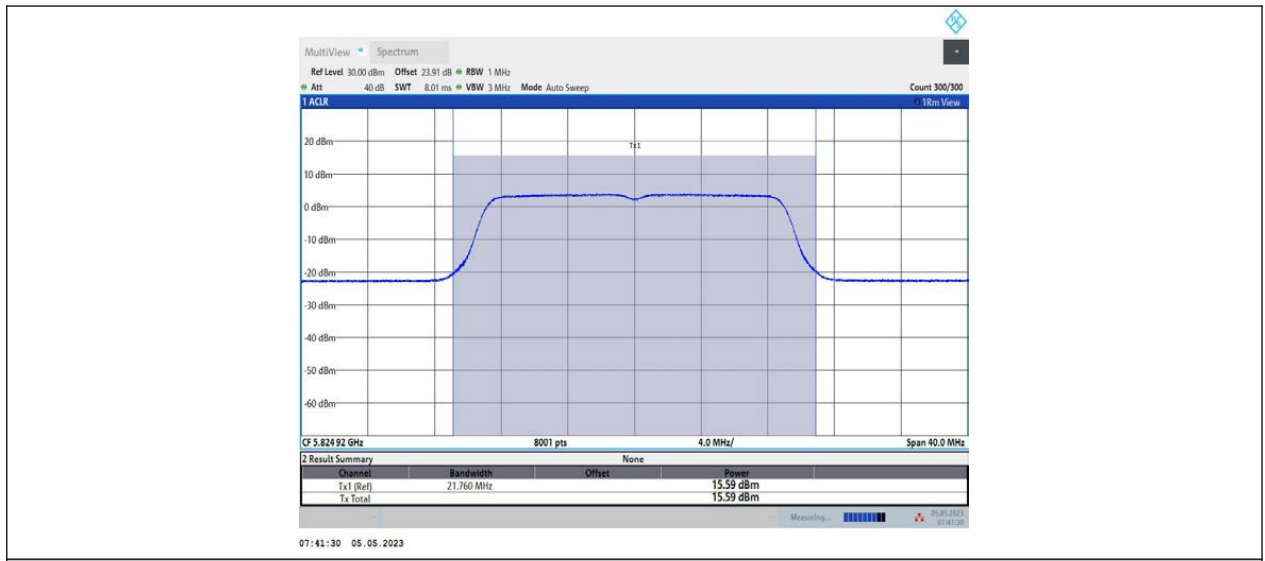 MultiView Spectrum
Ref Level 30.00 dBm Offset 23.91 dB RBW 1 MHz
Att 40 dB SWT 8.01 ms VBW 3 MHz Mode Auto Sweep Count 300/300
1 ACLR 1Rm View
Tx1
20 dBm
10 dBm
0 dBm
-10 dBm
-20 dBm
-30 dBm
-40 dBm
-50 dBm
-60 dBm
CF 5.824 92 GHz 8001 pts 4.0 MHz/ Span 40.0 MHz
2 Result Summary None
Channel Bandwidth Offset Power
Tx1 (Ref) 21.760 MHz 15.59 dBm
Tx Total 15.59 dBm
Measuring... 05.05.2023
07:41:30
07:41:30 05.05.2023